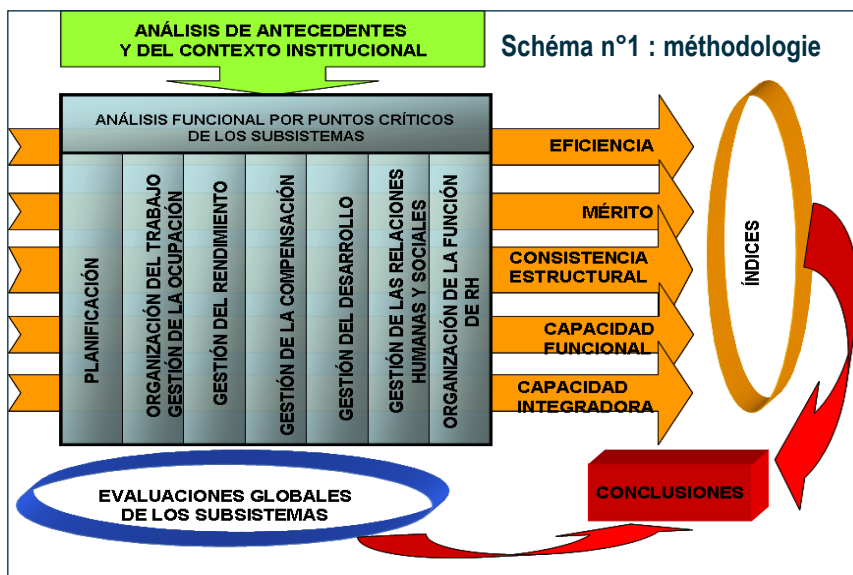 ANÁLISIS DE ANTECEDENTES
Y DEL CONTEXTO INSTITUCIONAL
Schéma n°1 : méthodologie
ANÁLISIS FUNCIONAL POR PUNTOS CRÍTICOS
DE LOS SUBSISTEMAS
PLANIFICACIÓN
ORGANIZACIÓN DEL TRABAJO
GESTIÓN DE LA OCUPACIÓN
GESTIÓN DEL RENDIMIENTO
GESTIÓN DE LA COMPENSACIÓN
GESTIÓN DEL DESARROLLO
GESTIÓN DE LAS RELACIONES
HUMANAS Y SOCIALES
ORGANIZACIÓN DE LA FUNCIÓN
DE RH
EFICIENCIA
MÉRITO
CONSISTENCIA
ESTRUCTURAL
CAPACIDAD
FUNCIONAL
CAPACIDAD
INTEGRADORA
ÍNDICES
EVALUACIONES GLOBALES
DE LOS SUBSISTEMAS
CONCLUSIONES